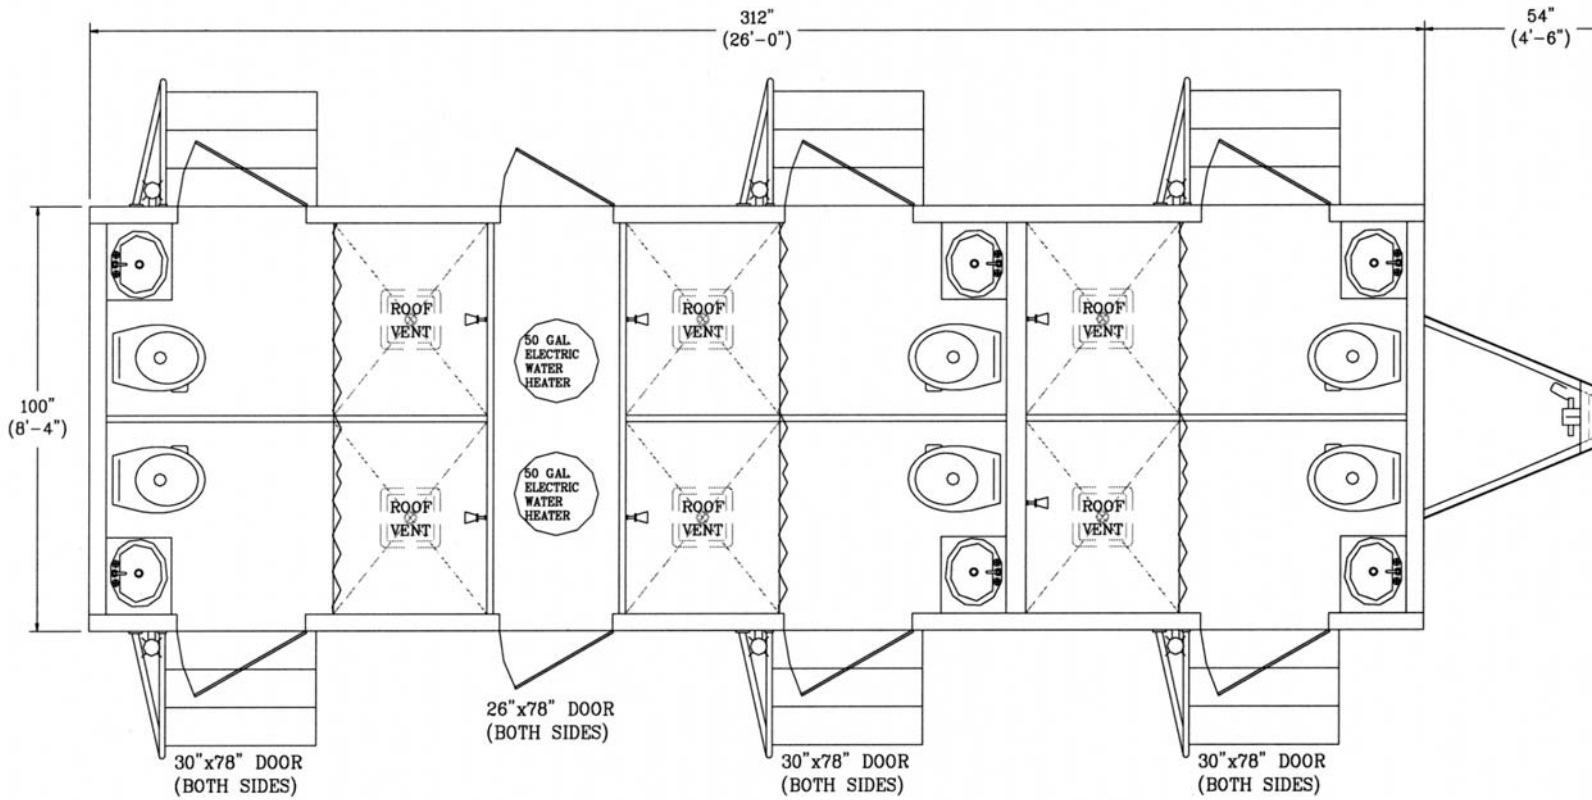 312"
(26'-0")
54"
(4'-6")
100"
(8'-4")
ROOF
VENT
50 GAL.
ELECTRIC
WATER
HEATER
ROOF
VENT
ROOF
VENT
ROOF
VENT
50 GAL.
ELECTRIC
WATER
HEATER
ROOF
VENT
ROOF
VENT
26"x78" DOOR
(BOTH SIDES)
30"x78" DOOR
(BOTH SIDES)
30"x78" DOOR
(BOTH SIDES)
30"x78" DOOR
(BOTH SIDES)